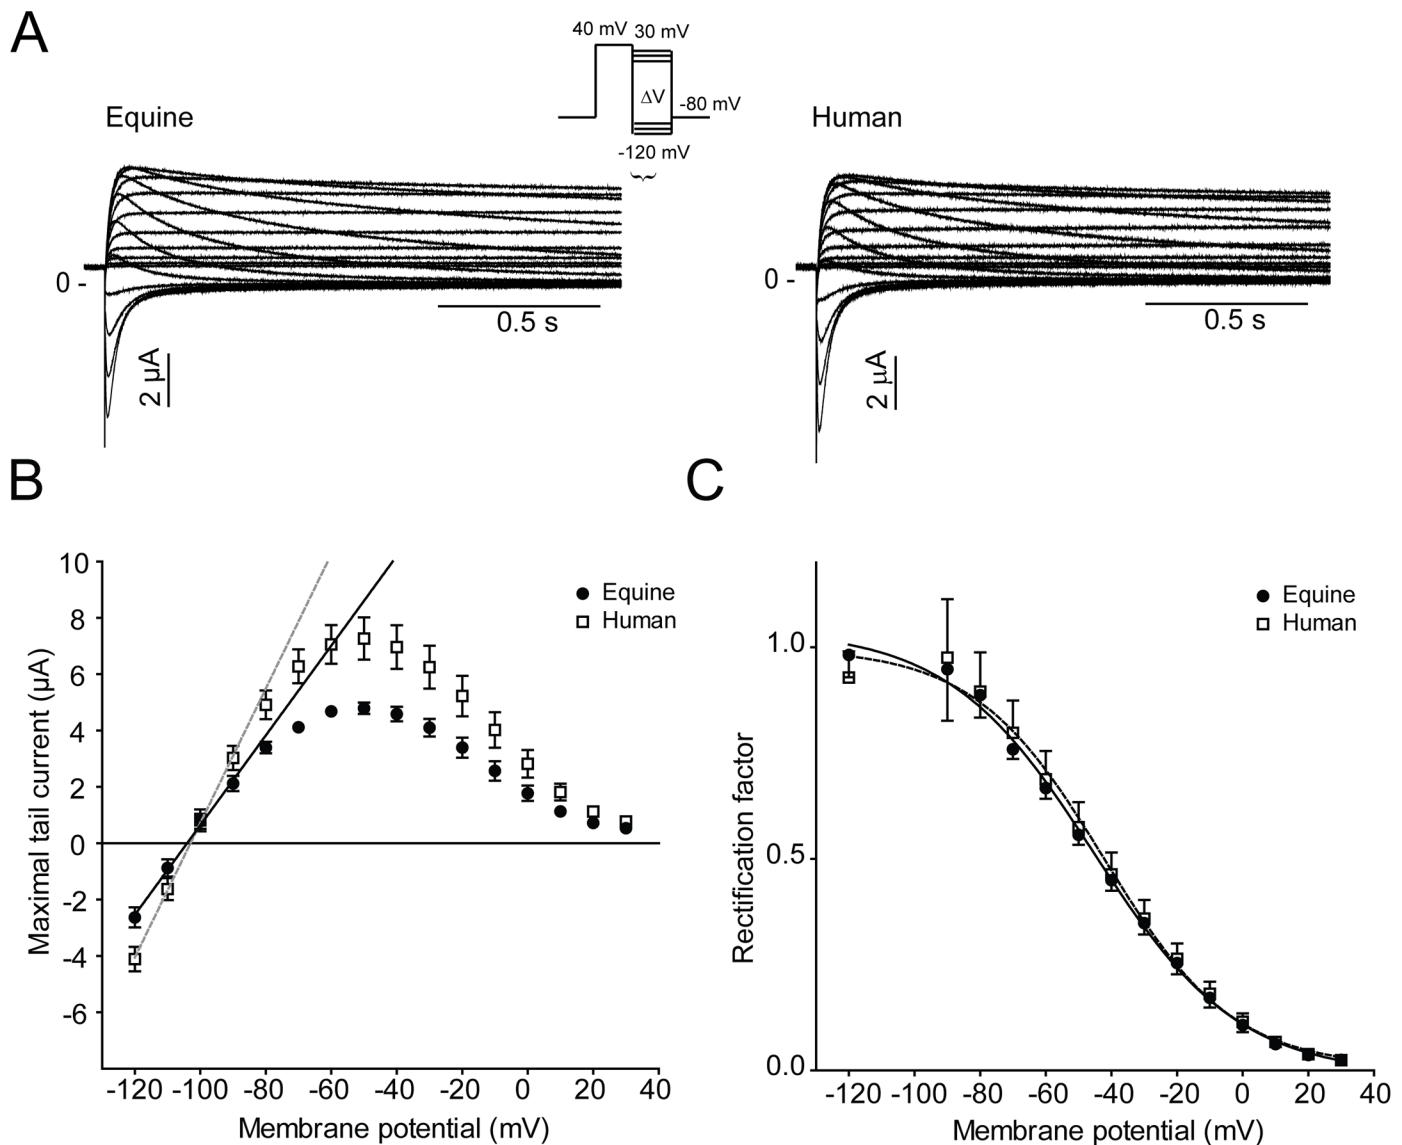 A
40 mV 30 mV
ΔV
-80 mV
-120 mV
Equine
Human
0 -
0.5 s
2 µA
0 -
0.5 s
2 µA
B
Maximal tail current (µA)
10
8
6
4
2
0
-2
-4
-6
-120 -100 -80 -60 -40 -20 0 20 40
Membrane potential (mV)
Equine
Human
C
Rectification factor
1.0
0.5
0.0
-120 -100 -80 -60 -40 -20 0 20 40
Membrane potential (mV)
Equine
Human